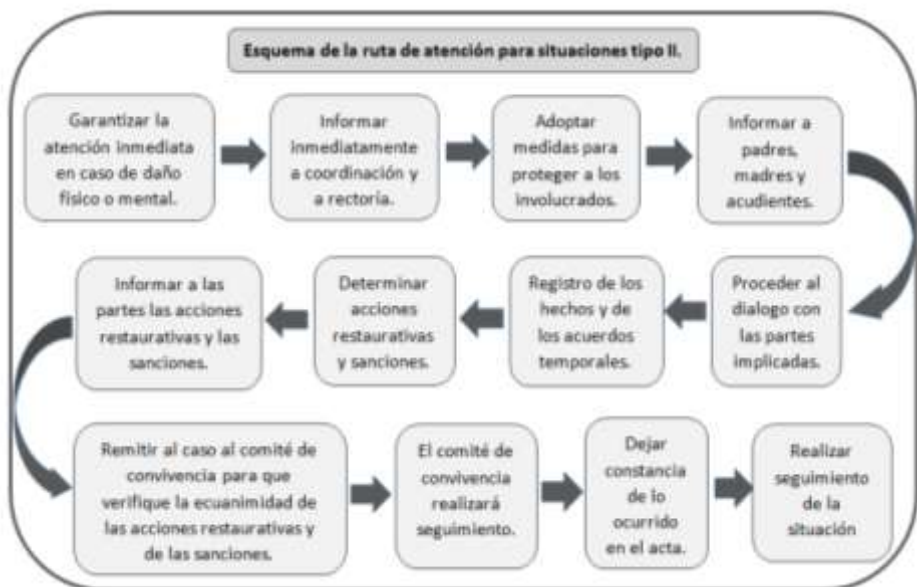 Esquema de la ruta de atención para situaciones tipo II.
Garantizar la
atención inmediata
en caso de daño
físico o mental.
Informar
inmediatamente
a coordinación y
a rectoría.
Adoptar
medidas para
proteger a los
involucrados.
Informar a
padres,
madres y
acudientes.
Proceder al
dialogo con
las partes
implicadas.
Registro de los
hechos y de
los acuerdos
temporales.
Determinar
acciones
restaurativas
y sanciones.
Informar a las
partes las acciones
restaurativas y las
sanciones.
Remitir al caso al comité de
convivencia para que
verifique la ecuanimidad de
las acciones restaurativas y
de las sanciones.
El comité de
convivencia
realizará
seguimiento.
Dejar
constancia
de lo
ocurrido
en el acta.
Realizar
seguimiento
de la
situación